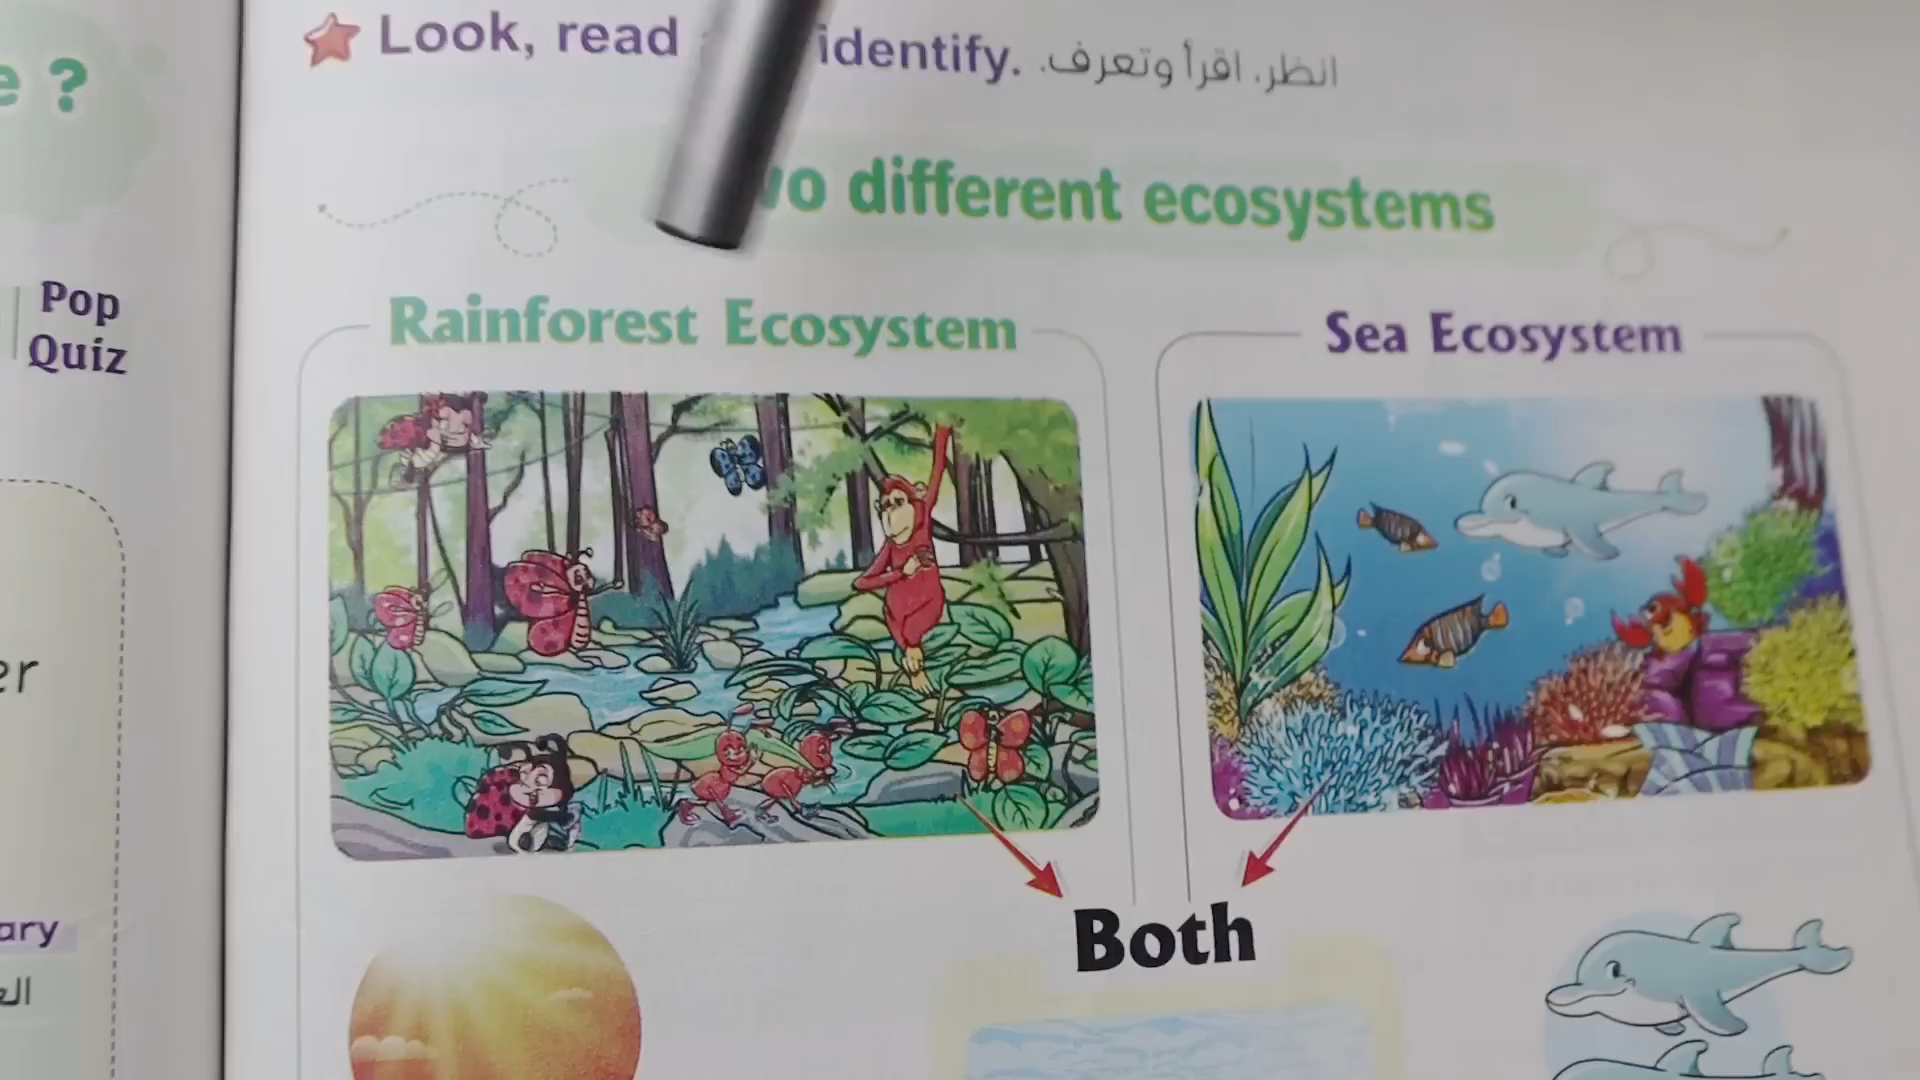 e ?
Pop
Quiz
er
ary
Look, read identify. انظر، اقرأ وتعرف.
different ecosystems
Rainforest Ecosystem
Sea Ecosystem
Both